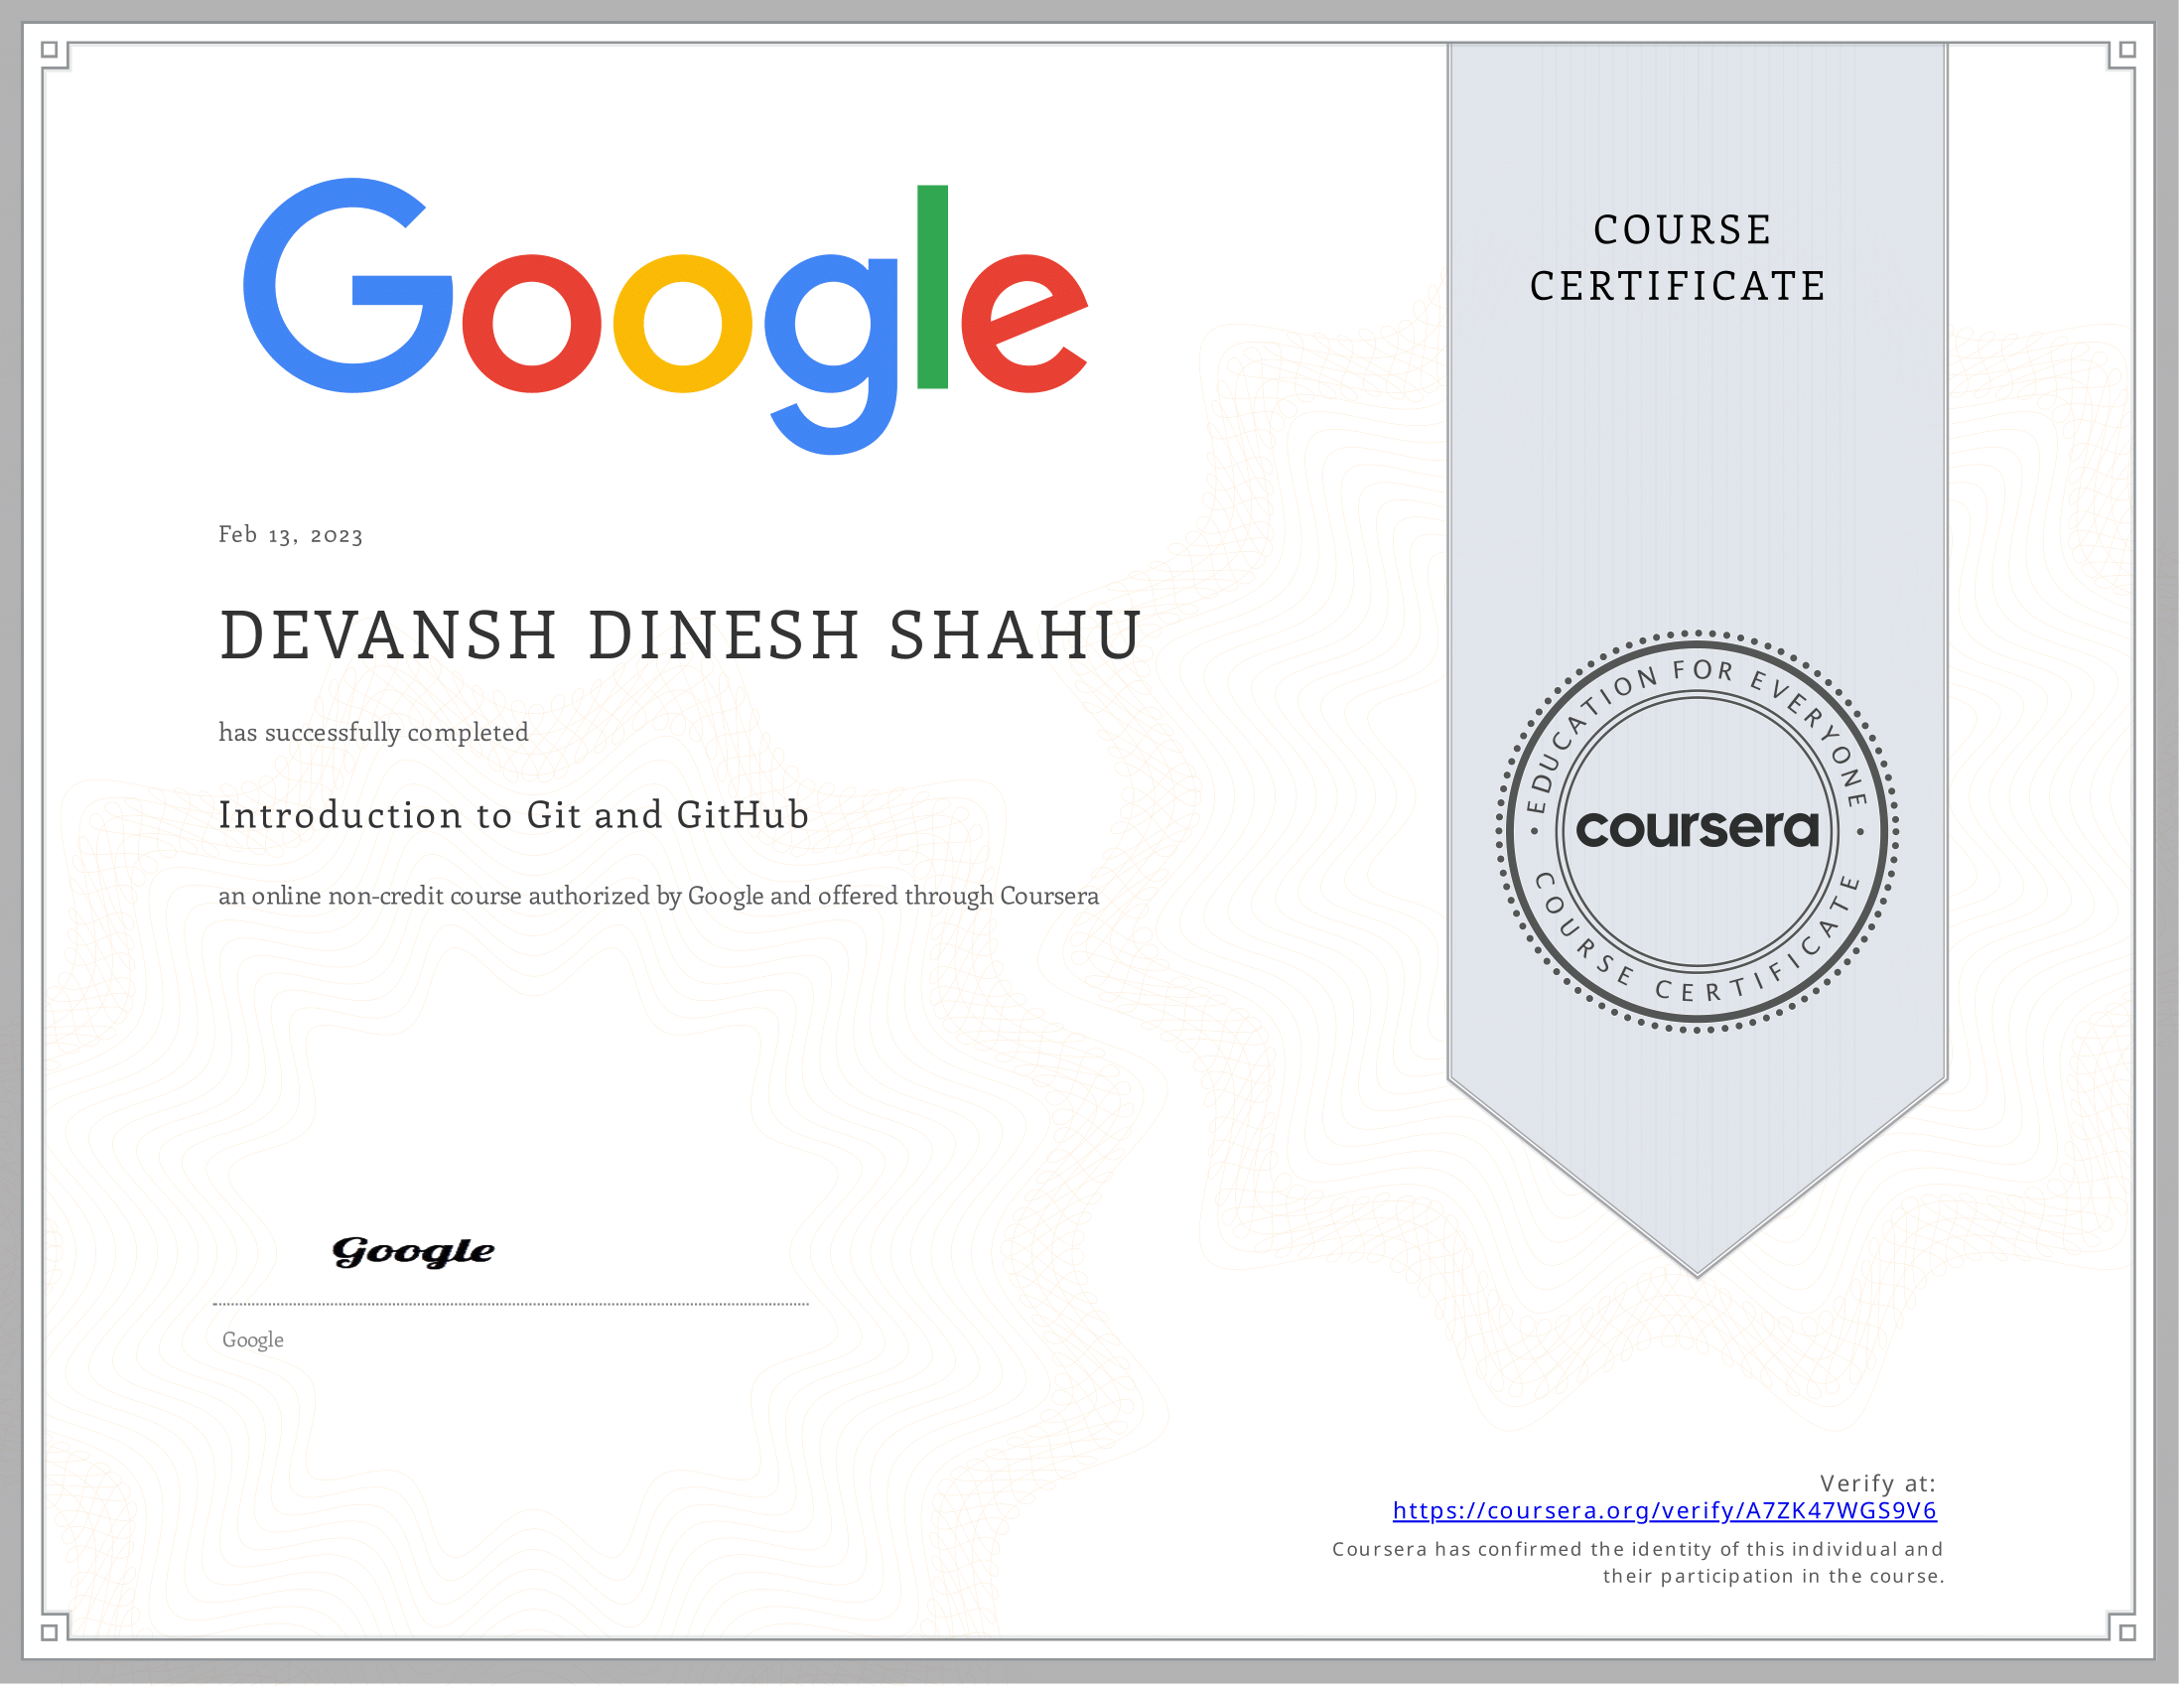 Google
COURSE
CERTIFICATE
Feb 13, 2023
DEVANSH DINESH SHAHU
has successfully completed
Introduction to Git and GitHub
an online non-credit course authorized by Google and offered through Coursera
EDUCATION FOR EVERYONE
coursera
COURSE CERTIFICATE
Google
Google
Verify at:
https://coursera.org/verify/A7ZK47WGS9V6
Coursera has confirmed the identity of this individual and
their participation in the course.